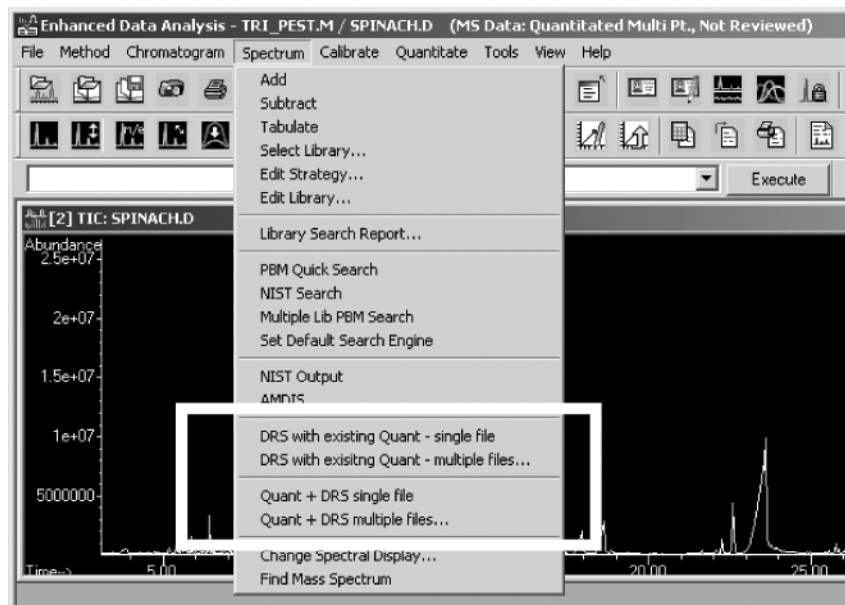 Enhanced Data Analysis - TRI_PEST.M / SPINACH.D (MS Data: Quantitated Multi Pt., Not Reviewed)
File Method Chromatogram Spectrum Calibrate Quantitate Tools View Help
Add
Subtract
Tabulate
Select Library...
Edit Strategy...
Edit Library...
Execute
[2] TIC: SPINACH.D
Library Search Report...
Abundance
2.5e+07
PBM Quick Search
NIST Search
Multiple Lib PBM Search
Set Default Search Engine
2e+07
NIST Output
AMDIS
1.5e+07
DRS with existing Quant - single file
DRS with exisitng Quant - multiple files...
1e+07
Quant + DRS single file
Quant + DRS multiple files...
5000000
Change Spectral Display...
Find Mass Spectrum
Time--> 5.00 20.00 25.00